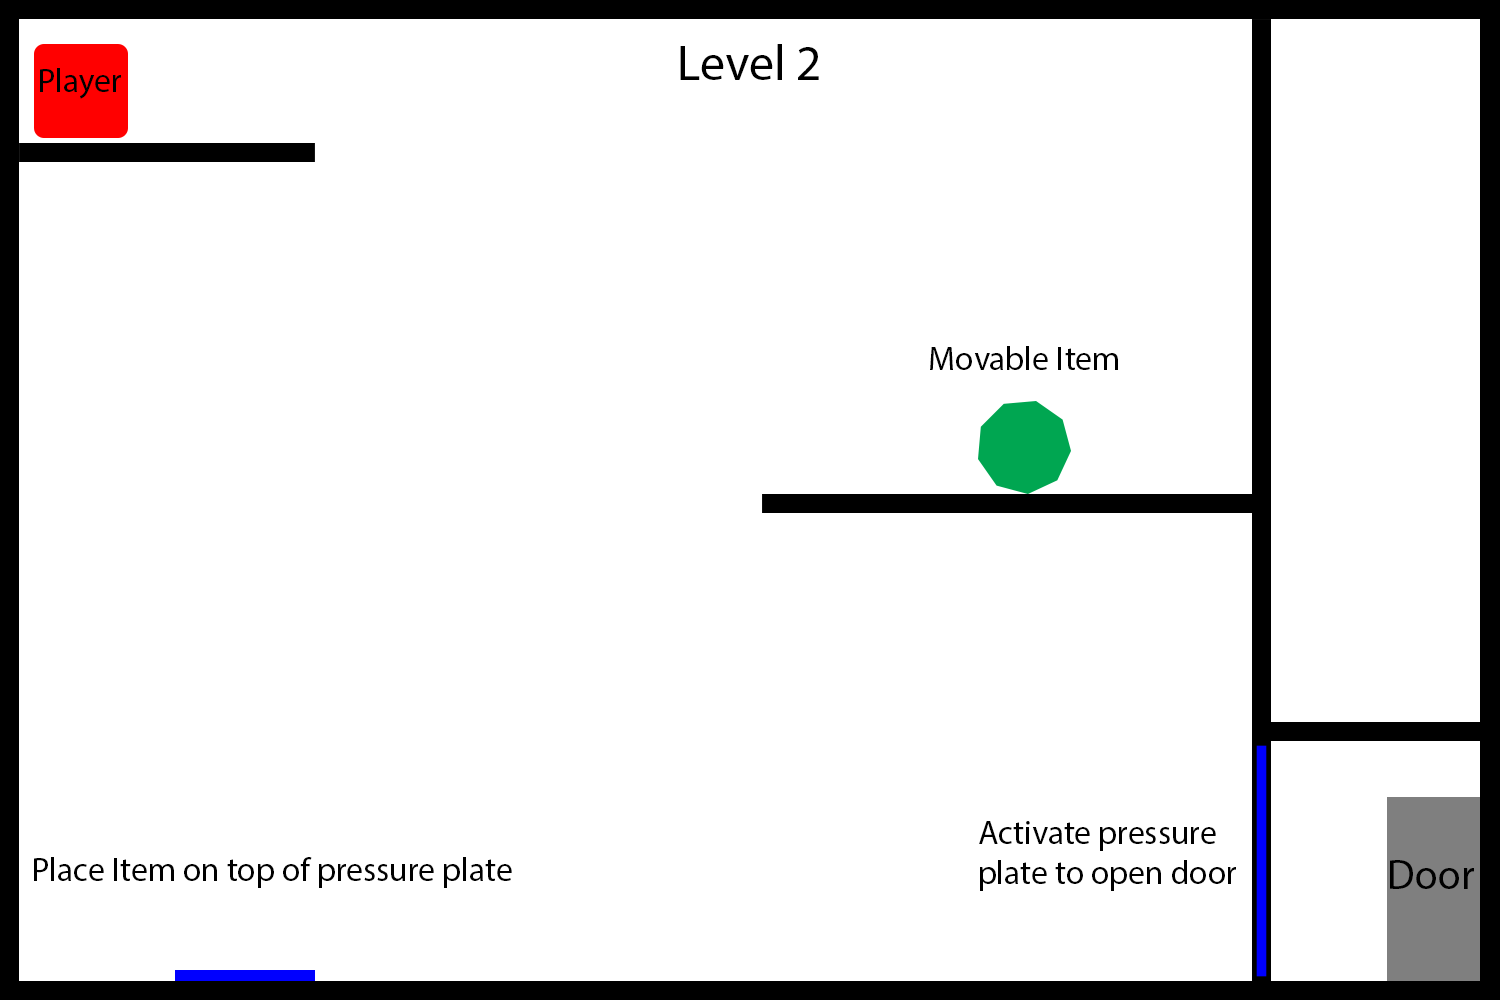 Level 2
Player
Movable Item
Activate pressure
plate to open door
Place Item on top of pressure plate
Door